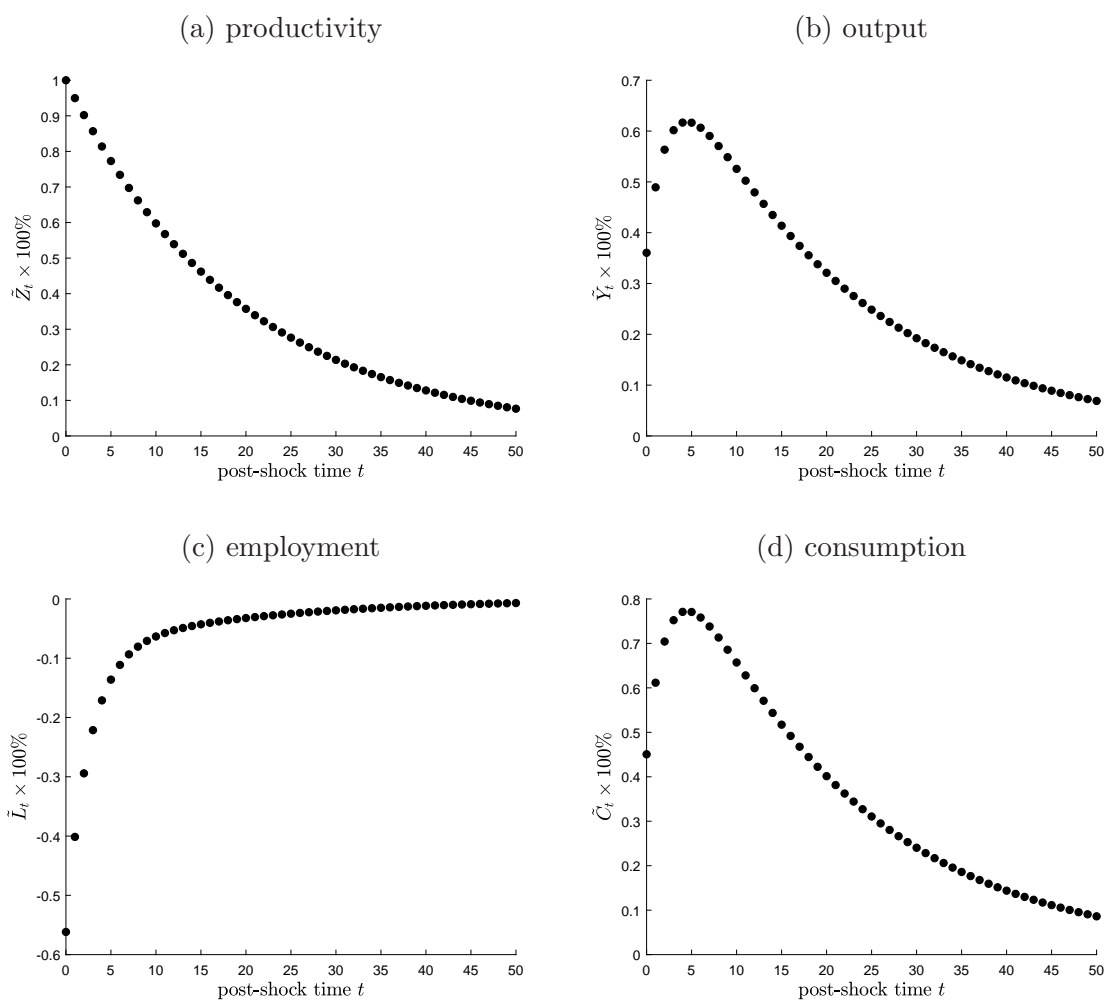 (a) productivity
1
0.9
0.8
0.7
0.6
0.5
0.4
0.3
0.2
0.1
0
Z̃ₜ × 100%
0 5 10 15 20 25 30 35 40 45 50
post-shock time t
(b) output
0.7
0.6
0.5
0.4
0.3
0.2
0.1
0
Ỹₜ × 100%
0 5 10 15 20 25 30 35 40 45 50
post-shock time t
(c) employment
0
-0.1
-0.2
-0.3
-0.4
-0.5
-0.6
L̃ₜ × 100%
0 5 10 15 20 25 30 35 40 45 50
post-shock time t
(d) consumption
0.8
0.7
0.6
0.5
0.4
0.3
0.2
0.1
0
C̃ₜ × 100%
0 5 10 15 20 25 30 35 40 45 50
post-shock time t